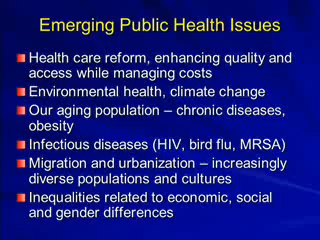 Emerging Public Health Issues
Health care reform, enhancing quality and
access while managing costs
Environmental health, climate change
Our aging population – chronic diseases,
obesity
Infectious diseases (HIV, bird flu, MRSA)
Migration and urbanization – increasingly
diverse populations and cultures
Inequalities related to economic, social
and gender differences